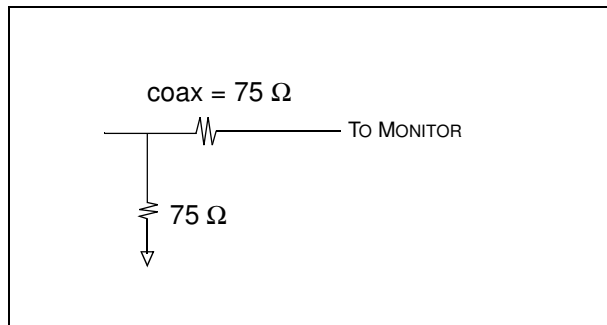 coax = 75 Ω
TO MONITOR
75 Ω